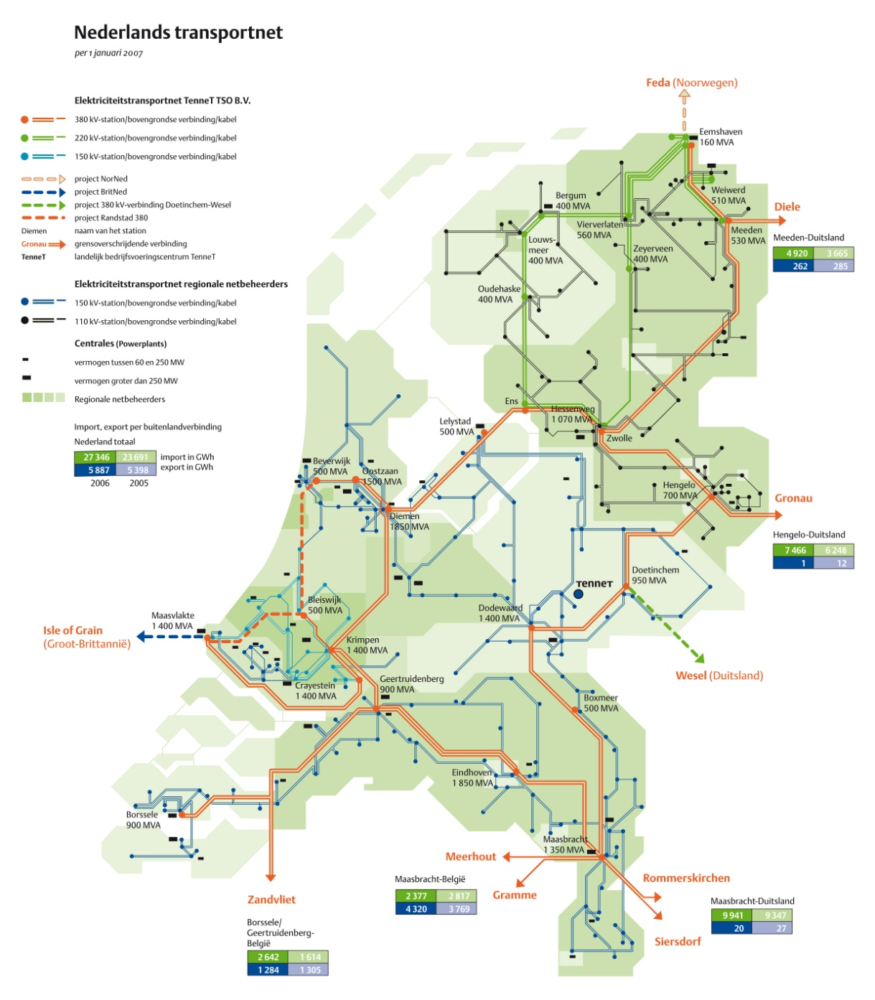 Nederlands transportnet
per 1 januari 2007
Elektriciteitstransportnet TenneT TSO B.V.
380 kV-station/bovengrondse verbinding/kabel
220 kV-station/bovengrondse verbinding/kabel
150 kV-station/bovengrondse verbinding/kabel
project NorNed
project BritNed
project 380 kV-verbinding Doetinchem-Wesel
project Randstad 380
Diemen naam van het station
Gronau grensoverschrijdende verbinding
TenneT landelijk bedrijfsvoeringscentrum TenneT
Elektriciteitstransportnet regionale netbeheerders
150 kV-station/bovengrondse verbinding/kabel
110 kV-station/bovengrondse verbinding/kabel
Centrales (Powerplants)
vermogen tussen 60 en 250 MW
vermogen groter dan 250 MW
Regionale netbeheerders
Import, export per buitenlandverbinding
Nederland totaal
27 346 23 691 import in GWh
5 887 5 398 export in GWh
2006 2005
Feda (Noorwegen)
Eemshaven
160 MVA
Weiwerd
510 MVA
Bergum
400 MVA
Vierverlaten
560 MVA
Diele
Meeden
530 MVA
Meeden-Duitsland
4 920 3 665
262 285
Louws-
meer
400 MVA
Zeyerveen
400 MVA
Oudehaske
400 MVA
Ens
Hessenweg
1 070 MVA
Lelystad
500 MVA
Zwolle
Beverwijk
500 MVA
Oostzaan
1500 MVA
Hengelo
700 MVA
Gronau
Diemen
1850 MVA
Hengelo-Duitsland
7 466 6 248
1 12
Doetinchem
950 MVA
TenneT
Bleiswijk
500 MVA
Dodewaard
1 400 MVA
Maasvlakte
1 400 MVA
Isle of Grain
(Groot-Brittannië)
Krimpen
1 400 MVA
Wesel (Duitsland)
Crayestein
1 400 MVA
Geertruidenberg
900 MVA
Boxmeer
500 MVA
Eindhoven
1 850 MVA
Borssele
900 MVA
Maasbracht
1 350 MVA
Meerhout
Gramme
Rommerskirchen
Siersdorf
Maasbracht-België
2 377 2 817
4 320 3 769
Maasbracht-Duitsland
9 941 9 347
20 27
Zandvliet
Borssele/
Geertruidenberg-
België
2 642 1 614
1 284 1 305